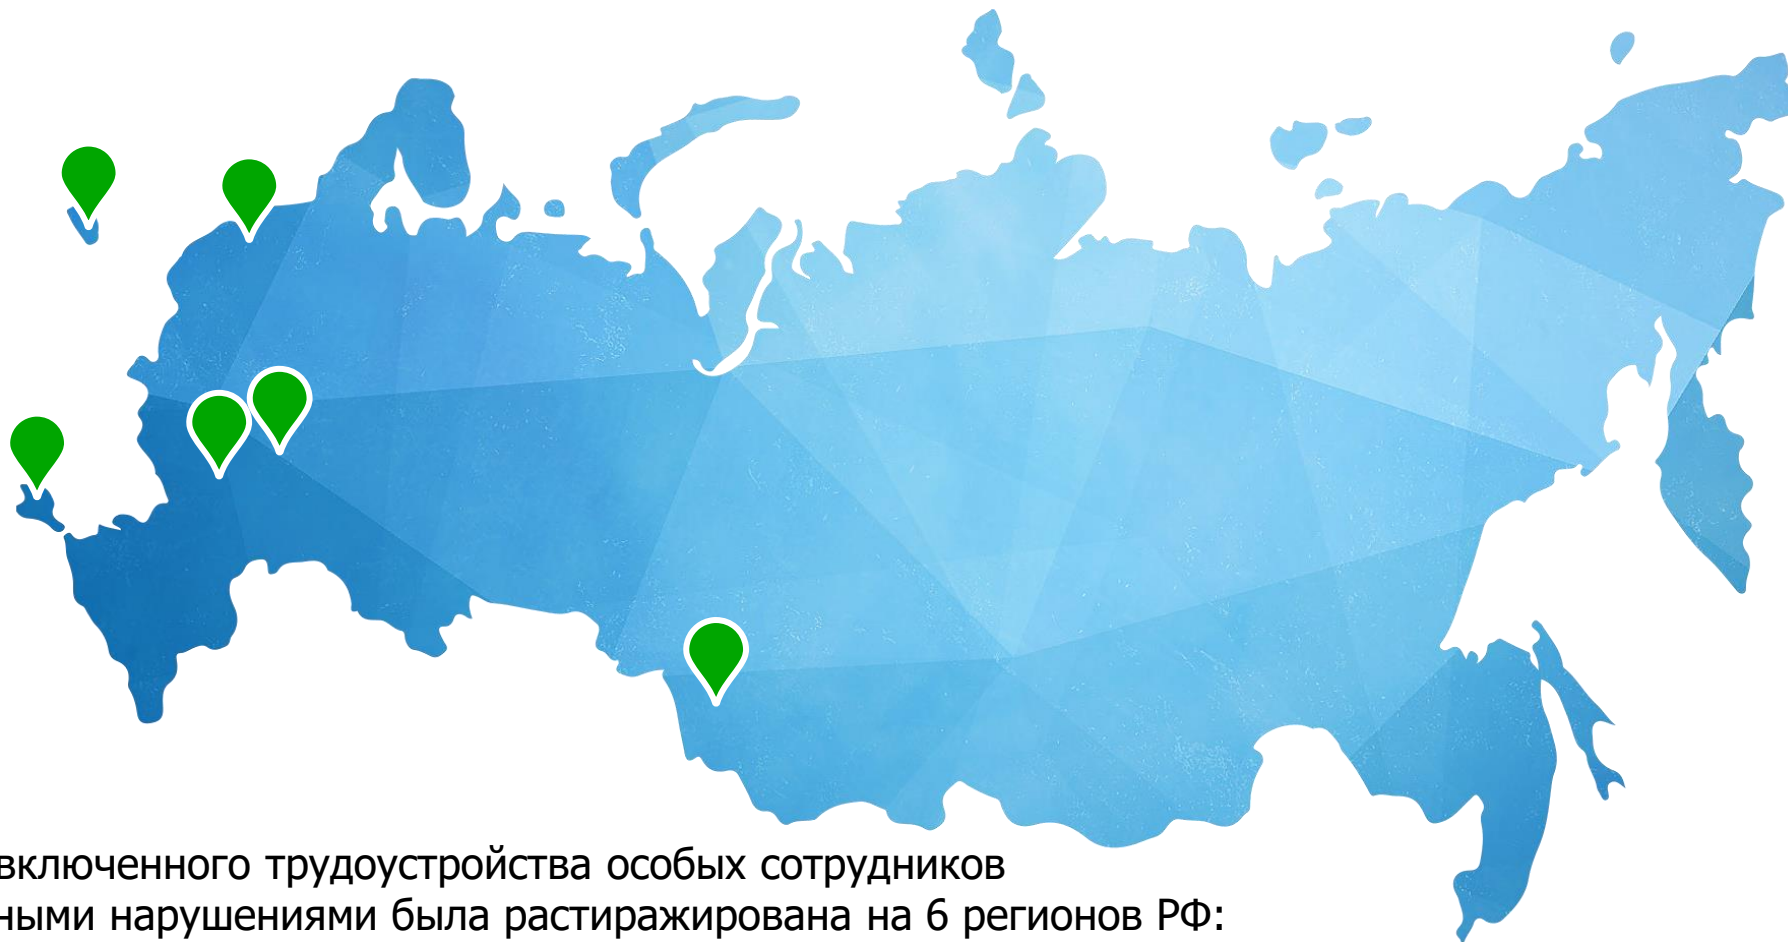 включенного трудоустройства особых сотрудников
ными нарушениями была растиражирована на 6 регионов РФ: